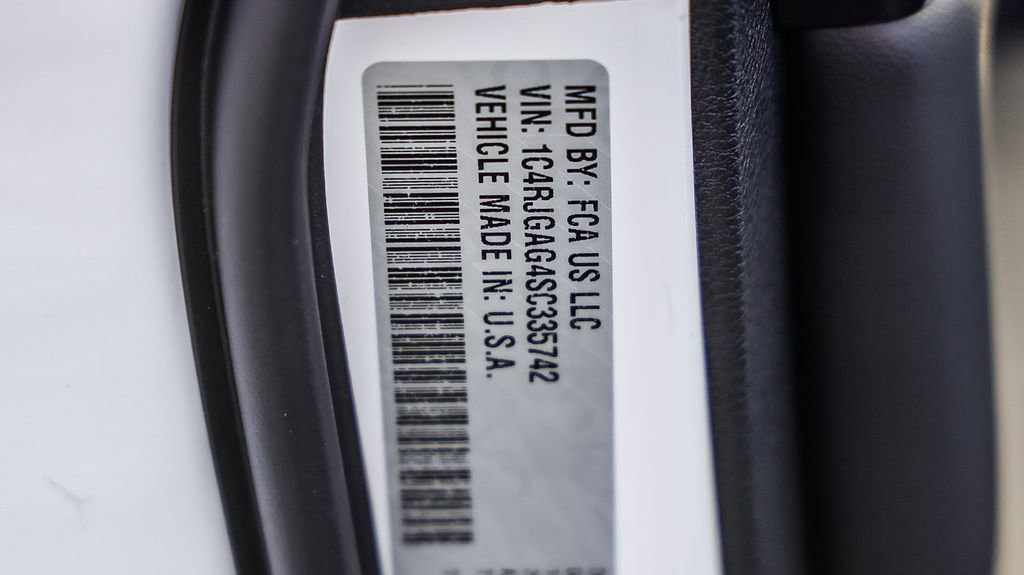 MFD BY: FCA US LLC
VIN: 1C4RJGAG4SC335742
VEHICLE MADE IN: U.S.A.